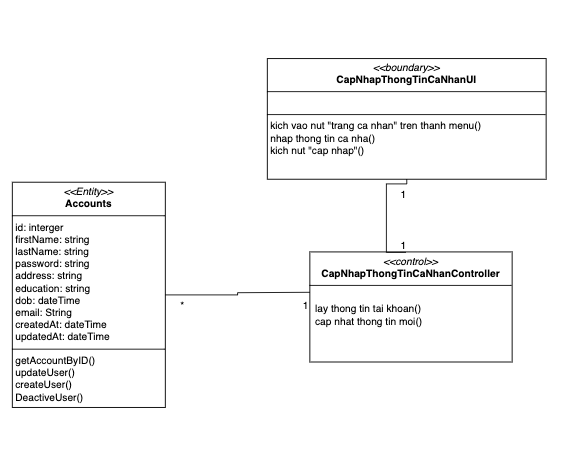 <<boundary>>
CapNhapThongTinCaNhanUI
kich vao nut "trang ca nhan" tren thanh menu()
nhap thong tin ca nha()
kich nut "cap nhap"()
1
1
<<control>>
CapNhapThongTinCaNhanController
lay thong tin tai khoan()
cap nhat thong tin moi()
<<Entity>>
Accounts
id: interger
firstName: string
lastName: string
password: string
address: string
education: string
dob: dateTime
email: String
createdAt: dateTime
updatedAt: dateTime
getAccountByID()
updateUser()
createUser()
DeactiveUser()
*
1